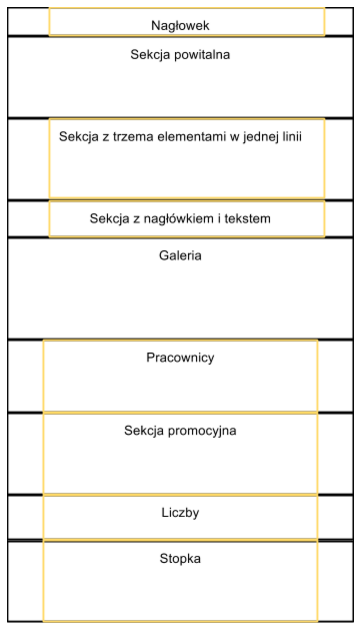 Nagłowek
Sekcja powitalna
Sekcja z trzema elementami w jednej linii
Sekcja z nagłówkiem i tekstem
Galeria
Pracownicy
Sekcja promocyjna
Liczby
Stopka